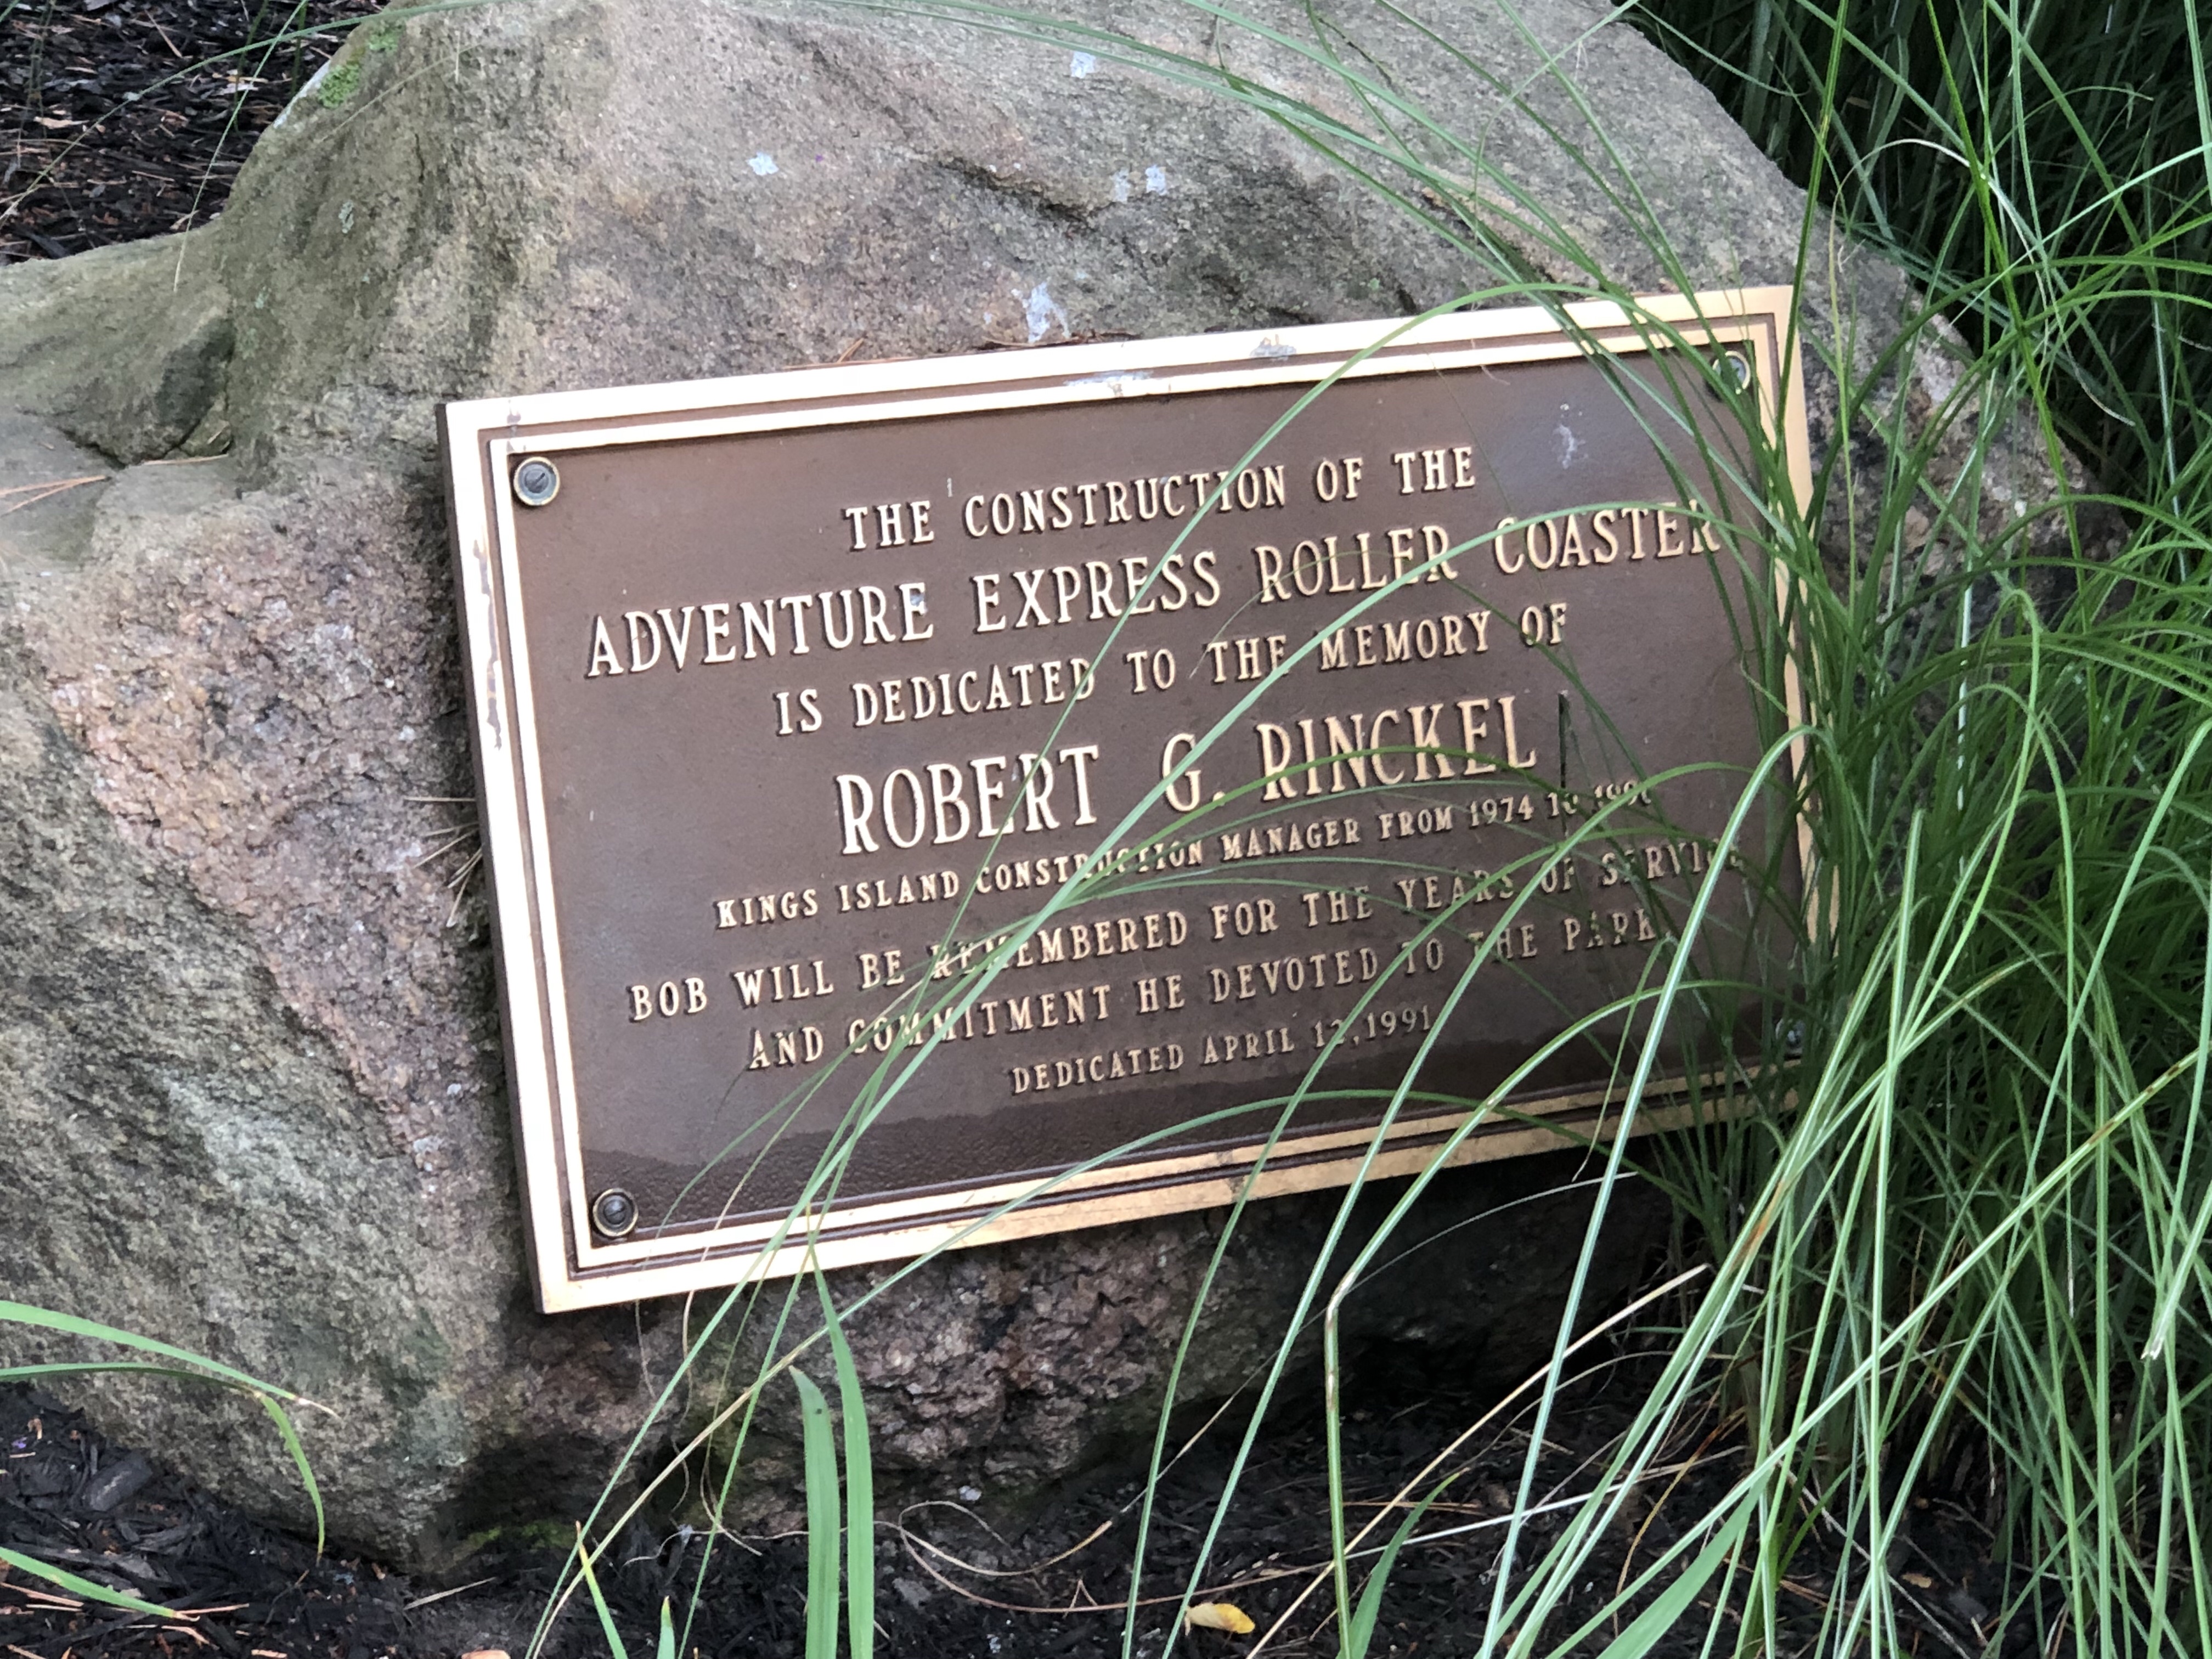 THE CONSTRUCTION OF THE
ADVENTURE EXPRESS ROLLER COASTER
IS DEDICATED TO THE MEMORY OF
ROBERT G. RINCKEL
KINGS ISLAND CONSTRUCTION MANAGER FROM 1974 TO
BOB WILL BE REMEMBERED FOR THE YEARS OF SERVICE
AND COMMITMENT HE DEVOTED TO THE PARK
DEDICATED APRIL 1991